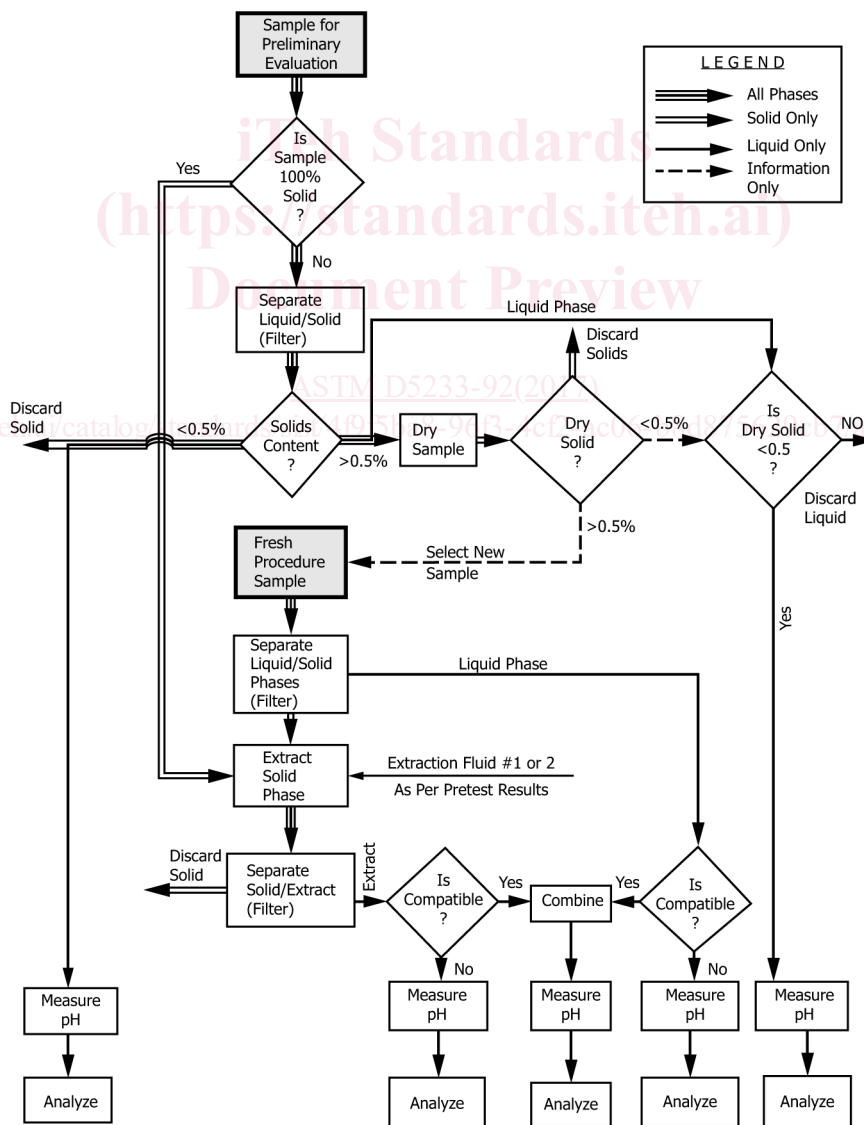 Sample for
Preliminary
Evaluation
L E G E N D
All Phases
Solid Only
Liquid Only
Information
Only
iTeh Standards
(https://standards.iteh.ai)
Document Preview
Is
Sample
100%
Solid
?
Yes
No
Separate
Liquid/Solid
(Filter)
Liquid Phase
Discard
Solids
ASTM D5233-92(2017)
Discard
Solid
<0.5%
Solids
Content
?
>0.5%
Dry
Sample
Dry
Solid
?
<0.5%
Is
Dry Solid
<0.5
?
NO
Discard
Liquid
>0.5%
Fresh
Procedure
Sample
Select New
Sample
Yes
Separate
Liquid/Solid
Phases
(Filter)
Liquid Phase
Extract
Solid
Phase
Extraction Fluid #1 or 2
As Per Pretest Results
Discard
Solid
Separate
Solid/Extract
(Filter)
Extract
Is
Compatible
?
Yes
Combine
Yes
Is
Compatible
?
No
No
Measure
pH
Measure
pH
Measure
pH
Measure
pH
Measure
pH
Analyze
Analyze
Analyze
Analyze
Analyze